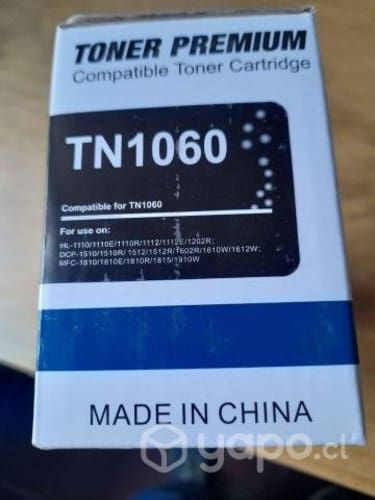 TONER PREMIUM
Compatible Toner Cartridge
TN1060
Compatible for TN1060
For use on:
HL-1110/1110E/1110R/1112/1112E/1202R;
DCP-1510/1510R/ 1512/1512R/1602R/1610W/1612W;
MFC-1810/1810E/1810R/1815/1910W
MADE IN CHINA
yapo.cl